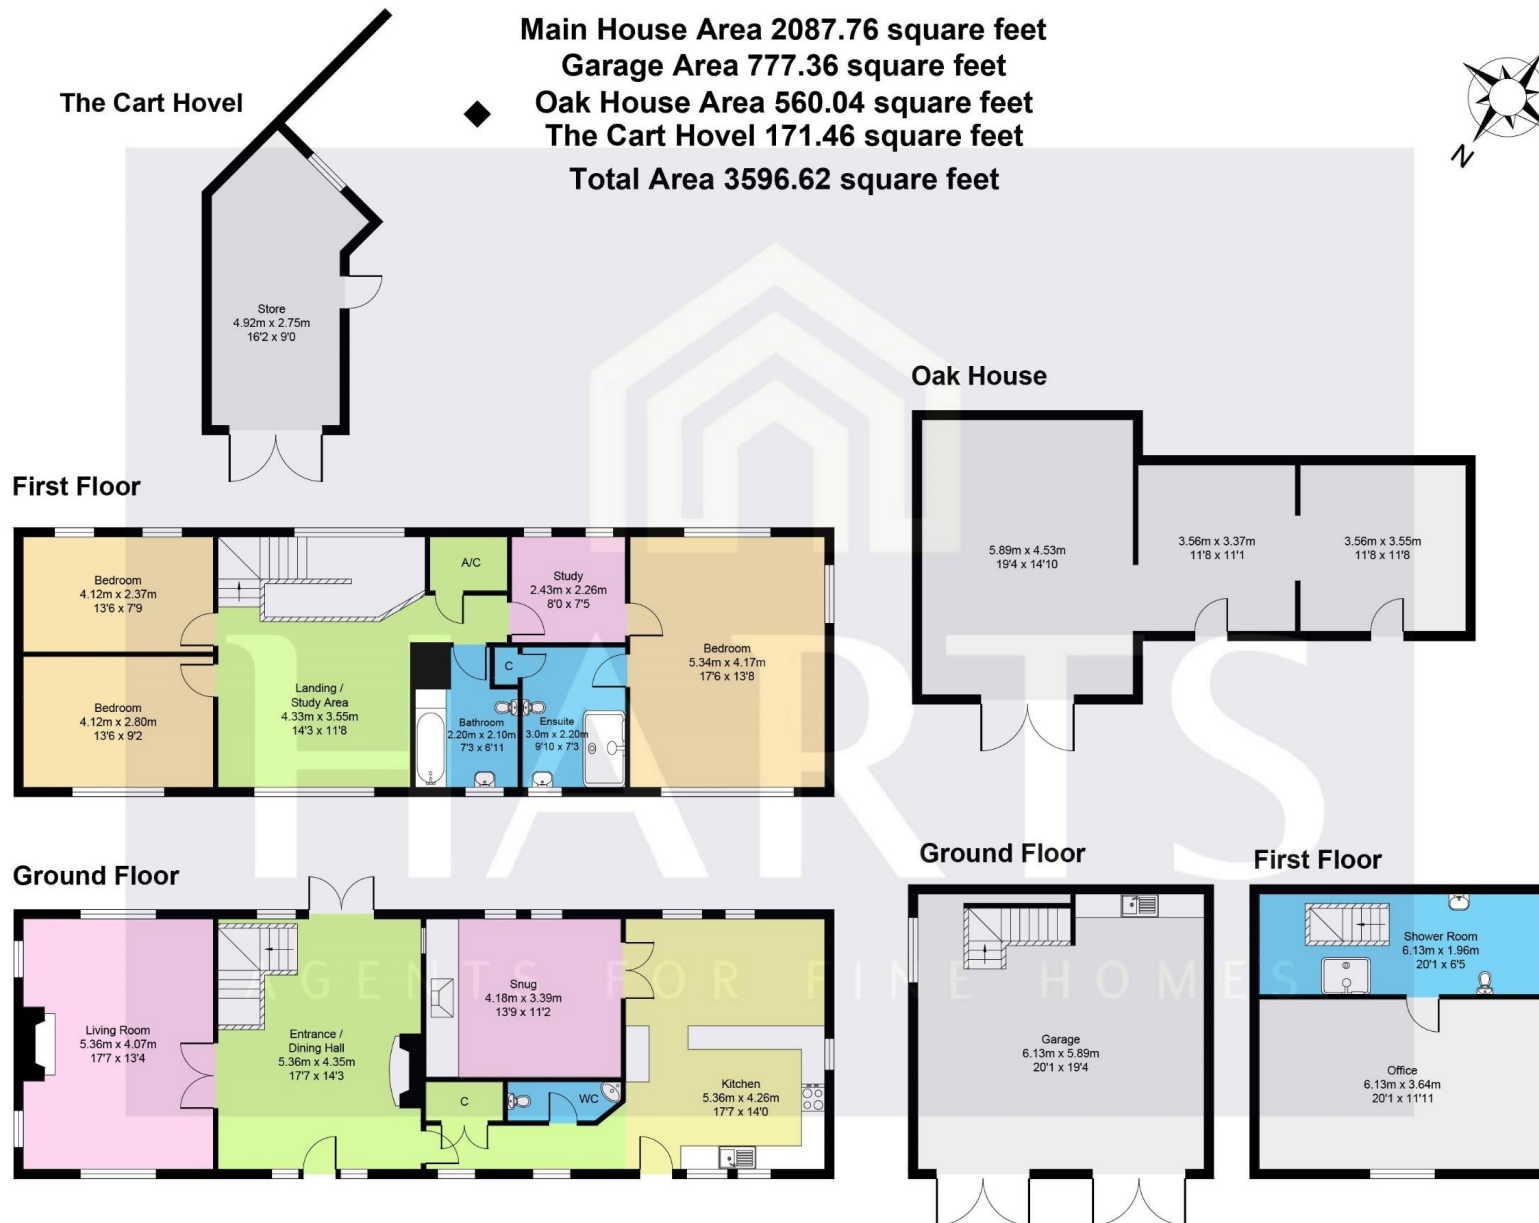 Main House Area 2087.76 square feet
Garage Area 777.36 square feet
Oak House Area 560.04 square feet
The Cart Hovel 171.46 square feet
Total Area 3596.62 square feet
N
The Cart Hovel
Store
4.92m x 2.75m
16'2 x 9'0
Oak House
5.89m x 4.53m
19'4 x 14'10
3.56m x 3.37m
11'8 x 11'1
3.56m x 3.55m
11'8 x 11'8
First Floor
Bedroom
4.12m x 2.37m
13'6 x 7'9
Bedroom
4.12m x 2.80m
13'6 x 9'2
Landing /
Study Area
4.33m x 3.55m
14'3 x 11'8
A/C
Study
2.43m x 2.26m
8'0 x 7'5
C
Bathroom
2.20m x 2.10m
7'3 x 6'11
Ensuite
3.0m x 2.20m
9'10 x 7'3
Bedroom
5.34m x 4.17m
17'6 x 13'8
HARTS
AGENTS FOR FINE HOMES
Ground Floor
Living Room
5.36m x 4.07m
17'7 x 13'4
Entrance /
Dining Hall
5.36m x 4.35m
17'7 x 14'3
Snug
4.18m x 3.39m
13'9 x 11'2
C
WC
Kitchen
5.36m x 4.26m
17'7 x 14'0
Ground Floor
Garage
6.13m x 5.89m
20'1 x 19'4
First Floor
Shower Room
6.13m x 1.96m
20'1 x 6'5
Office
6.13m x 3.64m
20'1 x 11'11